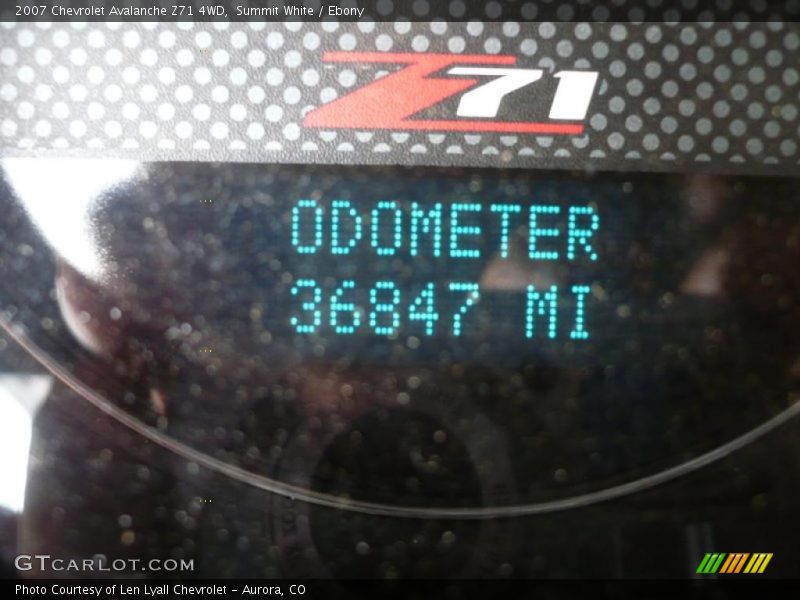 2007 Chevrolet Avalanche Z71 4WD, Summit White / Ebony
Z71
ODOMETER
36847 MI
GTCARLOT.COM
Photo Courtesy of Len Lyall Chevrolet - Aurora, CO